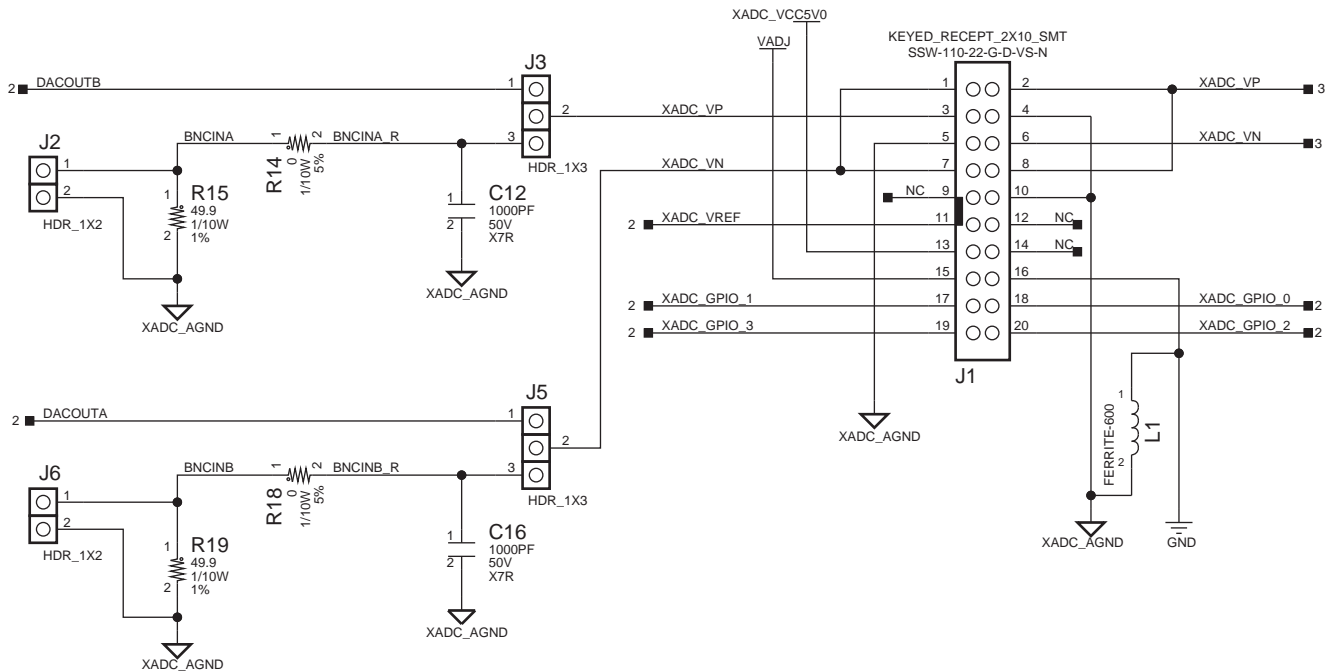 XADC_VCC5V0
VADJ
KEYED_RECEPT_2X10_SMT
SSW-110-22-G-D-VS-N
J3
2 DACOUTB 1
2 XADC_VP
3
HDR_1X3
1 2 XADC_VP 3
3 4
5 6 XADC_VN 3
XADC_VN 7 8
NC 9 10
2 XADC_VREF 11 12 NC
13 14 NC
15 16
2 XADC_GPIO_1 17 18 XADC_GPIO_0 2
2 XADC_GPIO_3 19 20 XADC_GPIO_2 2
J1
J2
1
2
HDR_1X2
BNCINA 1 2 BNCINA_R
R14
0
1/10W
5%
1
2
R15
49.9
1/10W
1%
1
2
C12
1000PF
50V
X7R
XADC_AGND
XADC_AGND
J5
2 DACOUTA 1
2
3
HDR_1X3
J6
1
2
HDR_1X2
BNCINB 1 2 BNCINB_R
R18
0
1/10W
5%
1
2
R19
49.9
1/10W
1%
1
2
C16
1000PF
50V
X7R
XADC_AGND
XADC_AGND
XADC_AGND
FERRITE-600
1
2
L1
XADC_AGND
GND